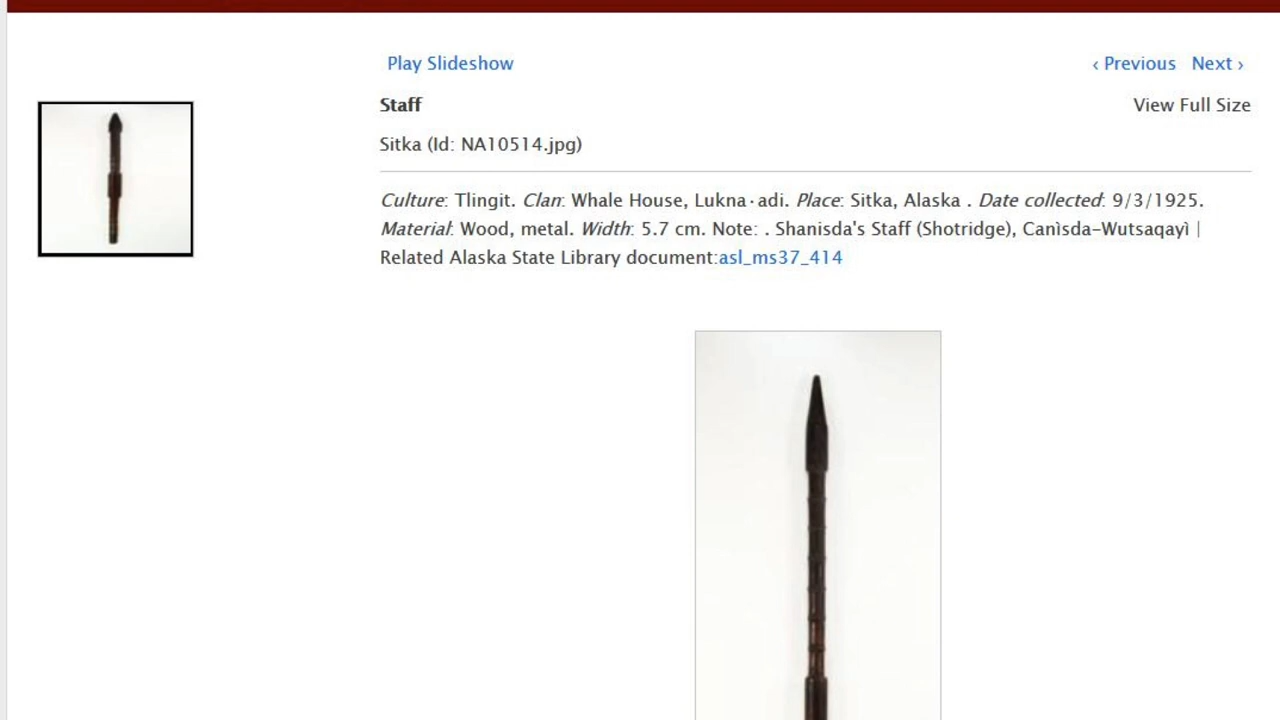 Play Slideshow ‹ Previous Next ›
Staff View Full Size
Sitka (Id: NA10514.jpg)
Culture: Tlingit. Clan: Whale House, Lukna·adi. Place: Sitka, Alaska . Date collected: 9/3/1925.
Material: Wood, metal. Width: 5.7 cm. Note: . Shanisda's Staff (Shotridge), Canìsda-Wutsaqayì |
Related Alaska State Library document:asl_ms37_414